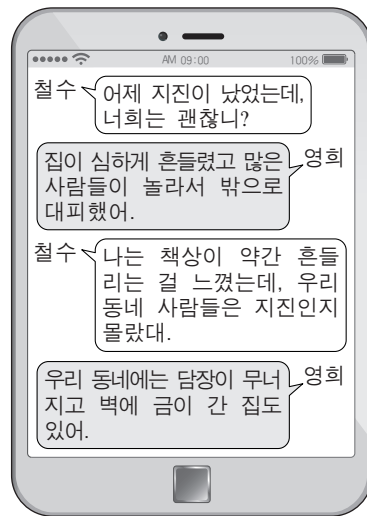 AM 09:00 100%
철수
어제 지진이 났었는데,
너희는 괜찮니?
영희
집이 심하게 흔들렸고 많은
사람들이 놀라서 밖으로
대피했어.
철수
나는 책상이 약간 흔들
리는 걸 느꼈는데, 우리
동네 사람들은 지진인지
몰랐대.
영희
우리 동네에는 담장이 무너
지고 벽에 금이 간 집도
있어.